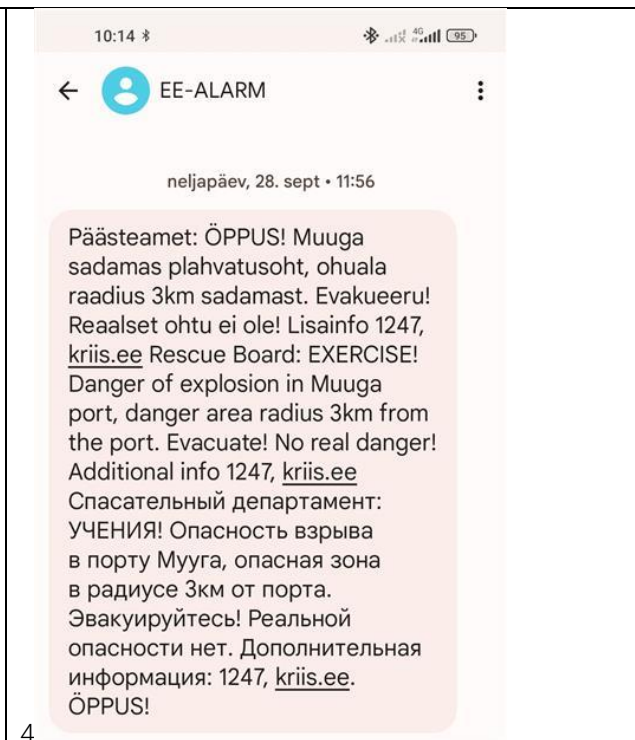 10:14
4G 95
EE-ALARM
neljapäev, 28. sept • 11:56
Päästeamet: ÖPPUS! Muuga
sadamas plahvatusoht, ohuala
raadius 3km sadamast. Evakueeru!
Reaalset ohtu ei ole! Lisainfo 1247,
kriis.ee Rescue Board: EXERCISE!
Danger of explosion in Muuga
port, danger area radius 3km from
the port. Evacuate! No real danger!
Additional info 1247, kriis.ee
Спасательный департамент:
УЧЕНИЯ! Опасность взрыва
в порту Мууга, опасная зона
в радиусе 3км от порта.
Эвакуируйтесь! Реальной
опасности нет. Дополнительная
информация: 1247, kriis.ee.
ÖPPUS!
4